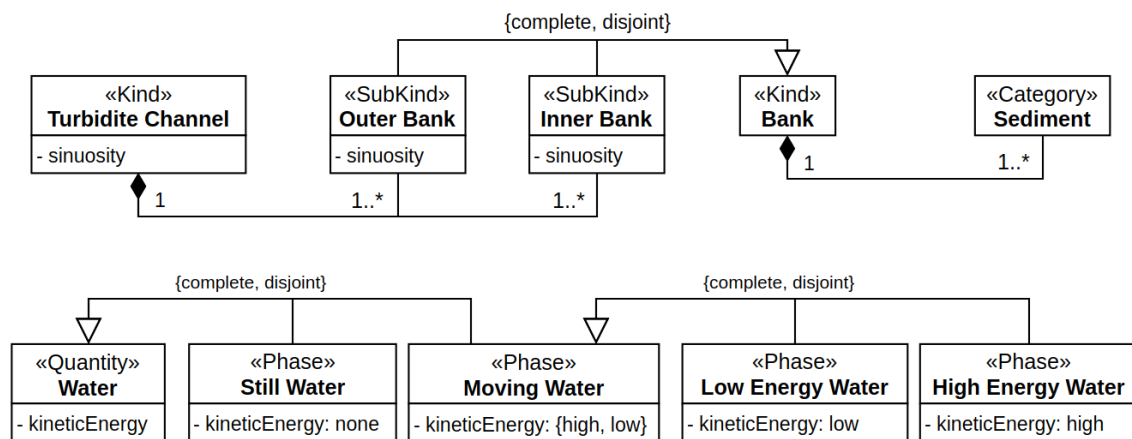 {complete, disjoint}
«Kind»
Turbidite Channel
- sinuosity
«SubKind»
Outer Bank
- sinuosity
«SubKind»
Inner Bank
- sinuosity
«Kind»
Bank
«Category»
Sediment
1
1..*
1..*
1
1..*
{complete, disjoint}
{complete, disjoint}
«Quantity»
Water
- kineticEnergy
«Phase»
Still Water
- kineticEnergy: none
«Phase»
Moving Water
- kineticEnergy: {high, low}
«Phase»
Low Energy Water
- kineticEnergy: low
«Phase»
High Energy Water
- kineticEnergy: high